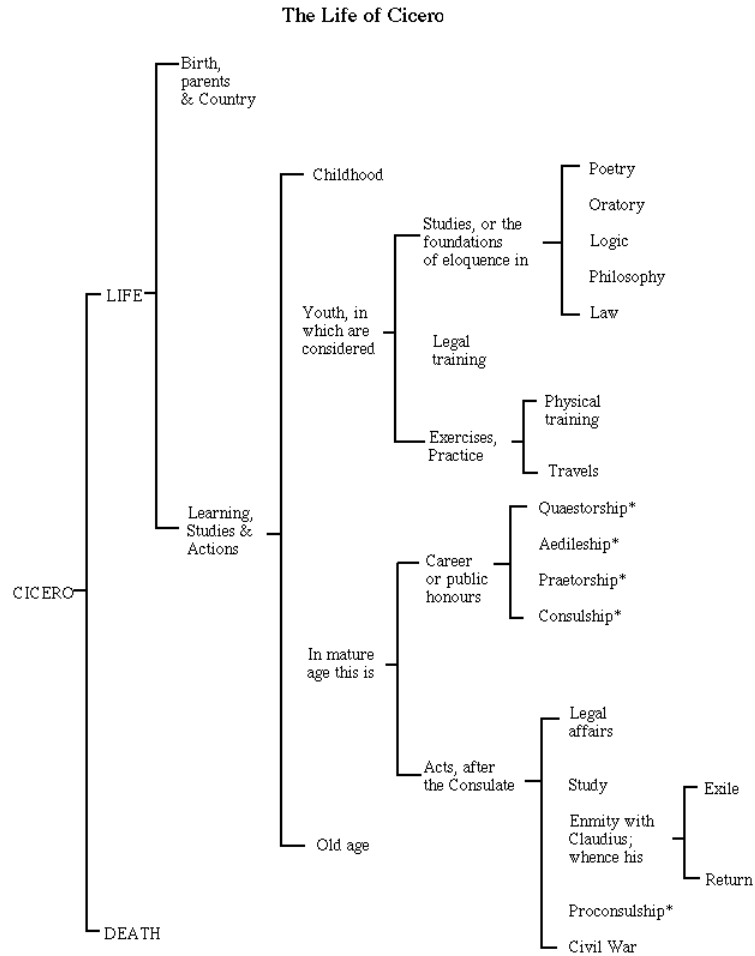 The Life of Cicero
Birth,
parents
& Country
Childhood
Poetry
Oratory
Logic
Philosophy
Law
Studies, or the
foundations
of eloquence in
LIFE
Youth, in
which are
considered
Legal
training
Physical
training
Exercises,
Practice
Travels
Learning,
Studies &
Actions
Quaestorship*
Aedileship*
Praetorship*
Consulship*
Career
or public
honours
CICERO
In mature
age this is
Legal
affairs
Acts, after
the Consulate
Study
Exile
Enmity with
Claudius;
whence his
Return
Old age
Proconsulship*
Civil War
DEATH